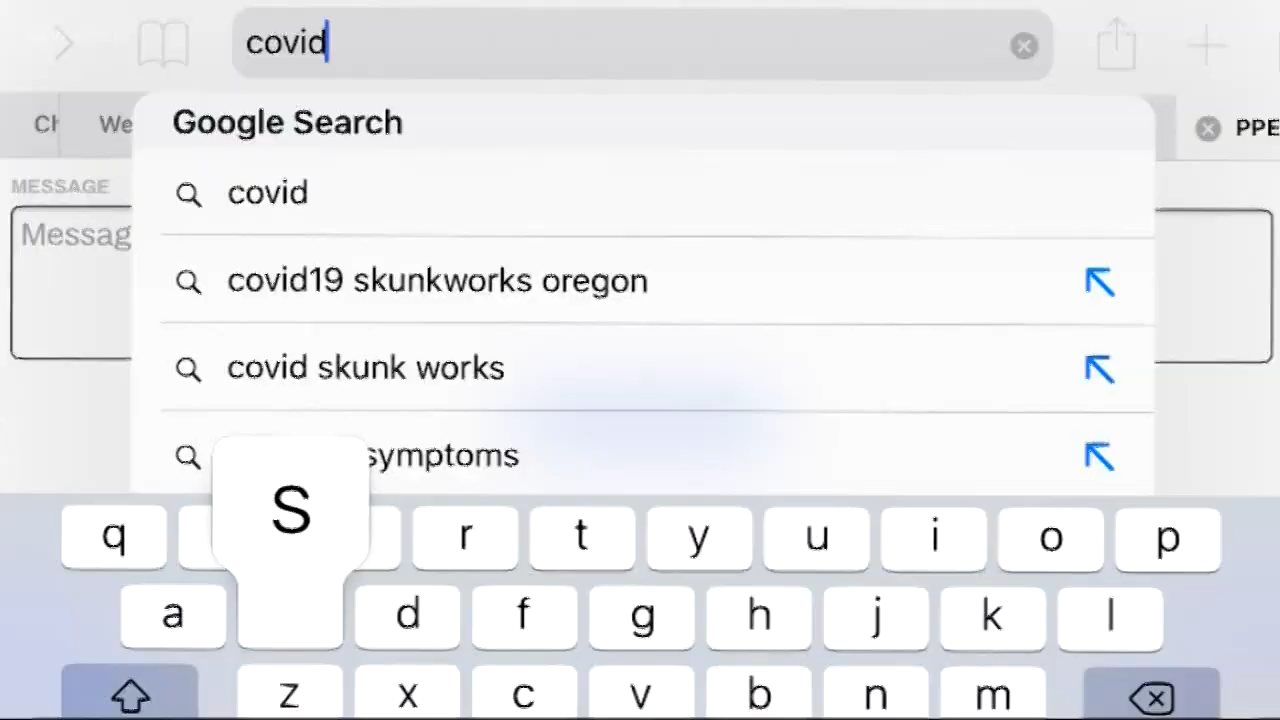 covid
Ch We
PPE
Google Search
MESSAGE
covid
Messag
covid19 skunkworks oregon
covid skunk works
symptoms
S
q r t y u i o p
a d f g h j k l
z x c v b n m